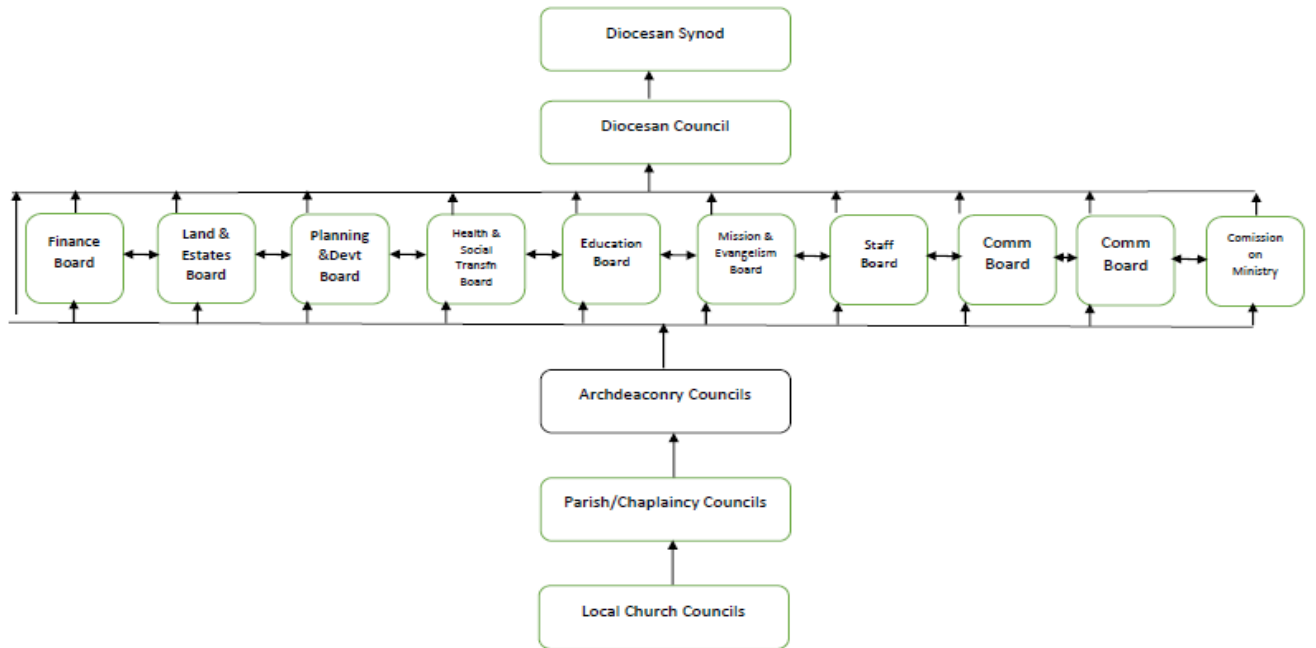 Diocesan Synod
Diocesan Council
Finance
Board
Land &
Estates
Board
Planning
&Devt
Board
Health &
Social
Transfn
Board
Education
Board
Mission &
Evangelism
Board
Staff
Board
Comm
Board
Comm
Board
Comission
on
Ministry
Archdeaconry Councils
Parish/Chaplaincy Councils
Local Church Councils